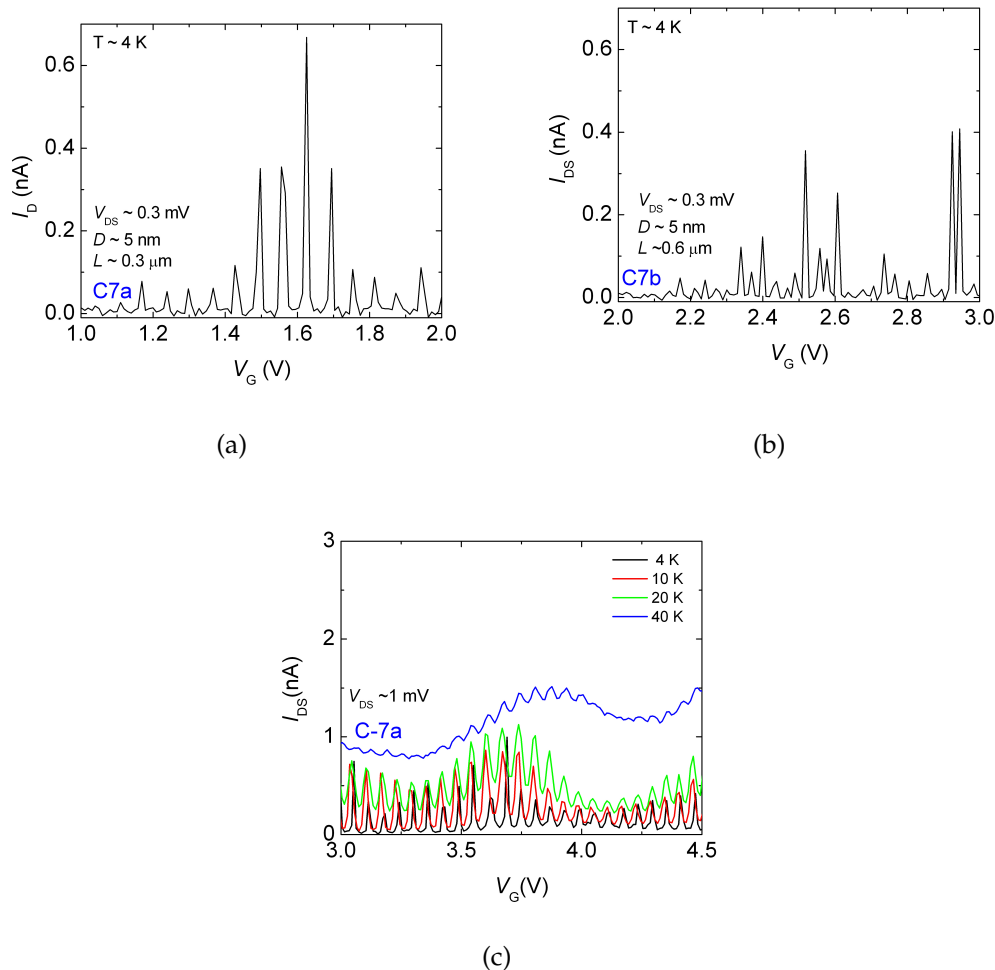 T ~ 4 K
0.6
0.4
0.2
0.0
I_D (nA)
V_DS ~ 0.3 mV
D ~ 5 nm
L ~ 0.3 μm
C7a
1.0 1.2 1.4 1.6 1.8 2.0
V_G (V)
(a)
T ~ 4 K
0.6
0.4
0.2
0.0
I_DS (nA)
V_DS ~ 0.3 mV
D ~ 5 nm
L ~0.6 μm
C7b
2.0 2.2 2.4 2.6 2.8 3.0
V_G (V)
(b)
3
2
1
0
I_DS(nA)
4 K
10 K
20 K
40 K
V_DS ~1 mV
C-7a
3.0 3.5 4.0 4.5
V_G(V)
(c)